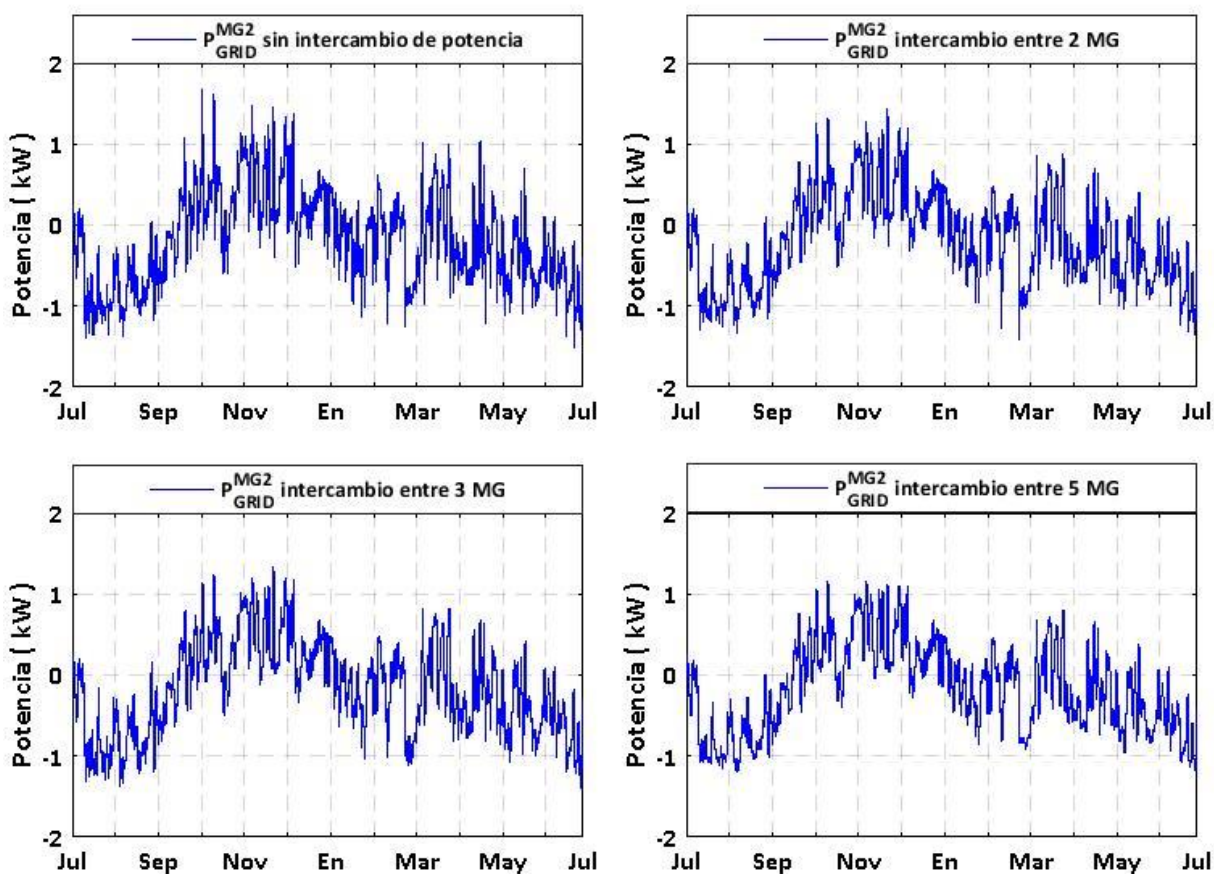 P_GRID^MG2 sin intercambio de potencia
2
1
0
-1
-2
Potencia ( kW )
Jul Sep Nov En Mar May Jul
P_GRID^MG2 intercambio entre 2 MG
2
1
0
-1
-2
Potencia ( kW )
Jul Sep Nov En Mar May Jul
P_GRID^MG2 intercambio entre 3 MG
2
1
0
-1
-2
Potencia ( kW )
Jul Sep Nov En Mar May Jul
P_GRID^MG2 intercambio entre 5 MG
2
1
0
-1
-2
Potencia ( kW )
Jul Sep Nov En Mar May Jul